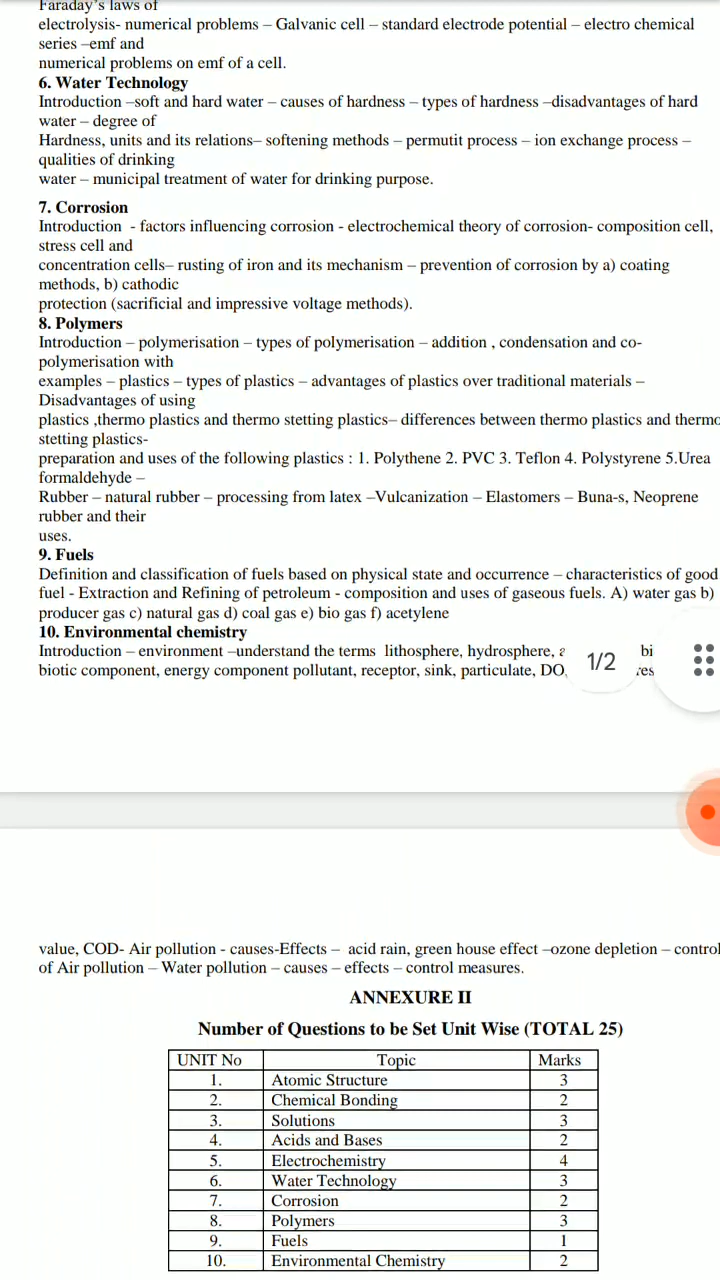 Faraday's laws of
electrolysis- numerical problems – Galvanic cell – standard electrode potential – electro chemical
series –emf and
numerical problems on emf of a cell.
6. Water Technology
Introduction –soft and hard water – causes of hardness – types of hardness –disadvantages of hard
water – degree of
Hardness, units and its relations– softening methods – permutit process – ion exchange process –
qualities of drinking
water – municipal treatment of water for drinking purpose.
7. Corrosion
Introduction - factors influencing corrosion - electrochemical theory of corrosion- composition cell,
stress cell and
concentration cells– rusting of iron and its mechanism – prevention of corrosion by a) coating
methods, b) cathodic
protection (sacrificial and impressive voltage methods).
8. Polymers
Introduction – polymerisation – types of polymerisation – addition , condensation and co-
polymerisation with
examples – plastics – types of plastics – advantages of plastics over traditional materials –
Disadvantages of using
plastics ,thermo plastics and thermo stetting plastics– differences between thermo plastics and thermo
stetting plastics-
preparation and uses of the following plastics : 1. Polythene 2. PVC 3. Teflon 4. Polystyrene 5.Urea
formaldehyde –
Rubber – natural rubber – processing from latex –Vulcanization – Elastomers – Buna-s, Neoprene
rubber and their
uses.
9. Fuels
Definition and classification of fuels based on physical state and occurrence – characteristics of good
fuel - Extraction and Refining of petroleum - composition and uses of gaseous fuels. A) water gas b)
producer gas c) natural gas d) coal gas e) bio gas f) acetylene
10. Environmental chemistry
Introduction – environment –understand the terms lithosphere, hydrosphere,
biotic component, energy component pollutant, receptor, sink, particulate, DO,
1/2
value, COD- Air pollution - causes-Effects – acid rain, green house effect –ozone depletion – control
of Air pollution – Water pollution – causes – effects – control measures.
ANNEXURE II
Number of Questions to be Set Unit Wise (TOTAL 25)
UNIT No Topic Marks
1. Atomic Structure 3
2. Chemical Bonding 2
3. Solutions 3
4. Acids and Bases 2
5. Electrochemistry 4
6. Water Technology 3
7. Corrosion 2
8. Polymers 3
9. Fuels 1
10. Environmental Chemistry 2